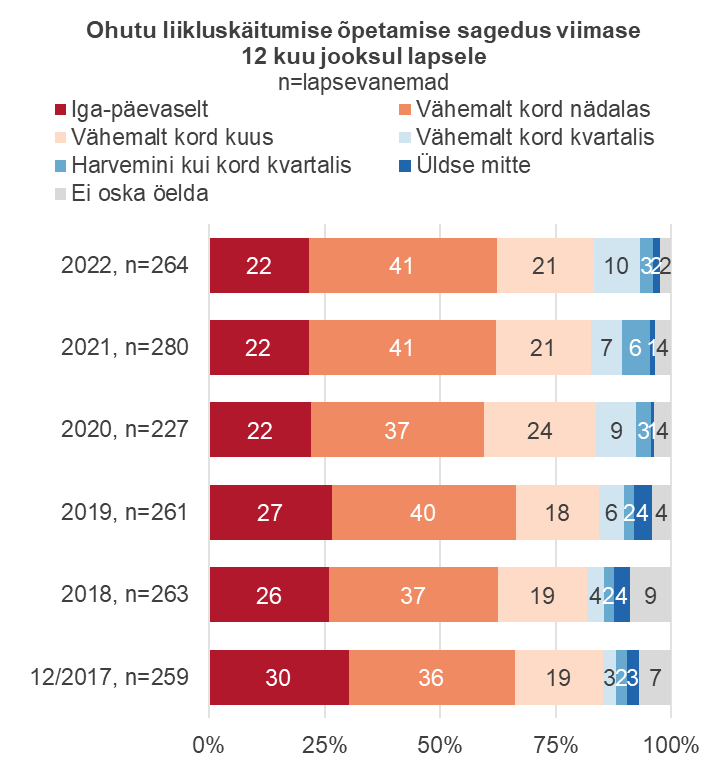 Ohutu liikluskäitumise õpetamise sagedus viimase
12 kuu jooksul lapsele
n=lapsevanemad
Iga-päevaselt Vähemalt kord nädalas
Vähemalt kord kuus Vähemalt kord kvartalis
Harvemini kui kord kvartalis Üldse mitte
Ei oska öelda
2022, n=264 22 41 21 10 3 2 2
2021, n=280 22 41 21 7 6 1 4
2020, n=227 22 37 24 9 3 1 4
2019, n=261 27 40 18 6 2 4 4
2018, n=263 26 37 19 4 2 4 9
12/2017, n=259 30 36 19 3 2 3 7
0% 25% 50% 75% 100%